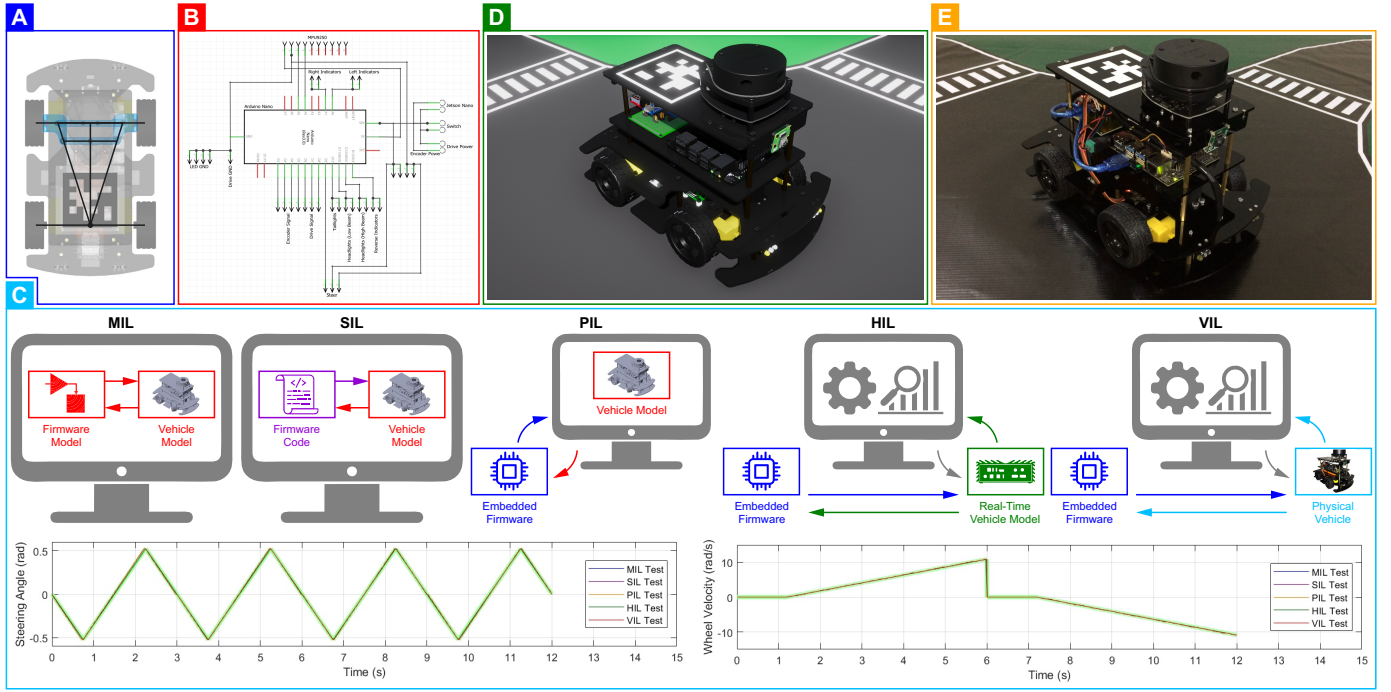 A
B
D
E
MPU9250
Right Indicators
Left Indicators
Arduino Nano
Jetson Nano
Switch
Drive Power
Encoder Power
LED GND
Drive GND
Encoder Signal
Drive Signal
Taillights
Headlights (Low Beam)
Headlights (High Beam)
Reverse Indicators
Steer
C
MIL
SIL
PIL
HIL
VIL
Firmware
Model
Vehicle
Model
</>
Firmware
Code
Vehicle
Model
Vehicle Model
Embedded
Firmware
Embedded
Firmware
Real-Time
Vehicle Model
Embedded
Firmware
Physical
Vehicle
Steering Angle (rad)
0.5
0
-0.5
0 1 2 3 4 5 6 7 8 9 10 11 12 13 14 15
Time (s)
MIL Test
SIL Test
PIL Test
HIL Test
VIL Test
Wheel Velocity (rad/s)
10
0
-10
0 1 2 3 4 5 6 7 8 9 10 11 12 13 14 15
Time (s)
MIL Test
SIL Test
PIL Test
HIL Test
VIL Test